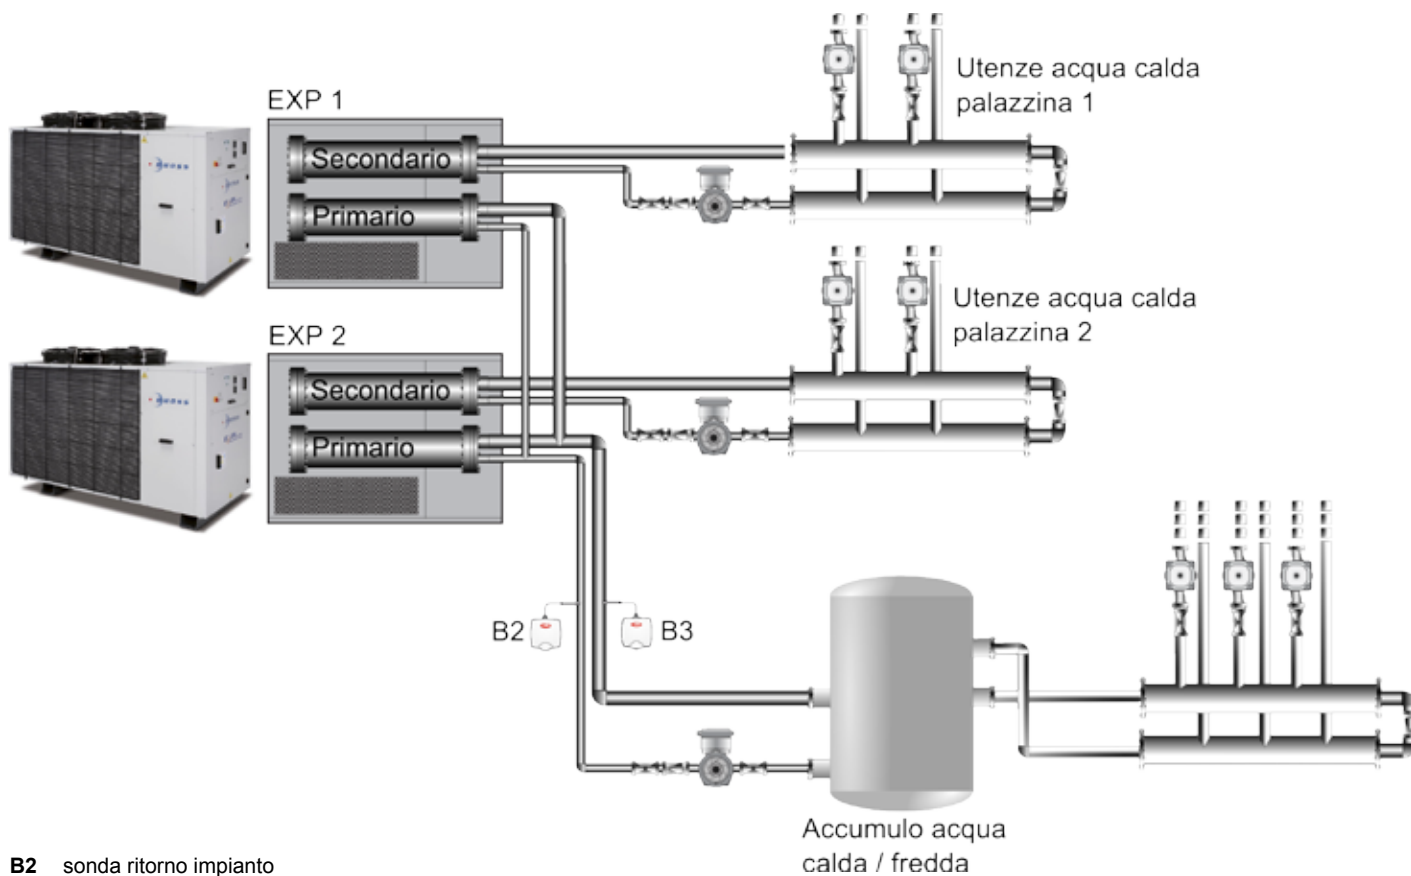 EXP 1
Secondario
Primario
Utenze acqua calda
palazzina 1
EXP 2
Secondario
Primario
Utenze acqua calda
palazzina 2
B2
B3
Accumulo acqua
calda / fredda
B2 sonda ritorno impianto